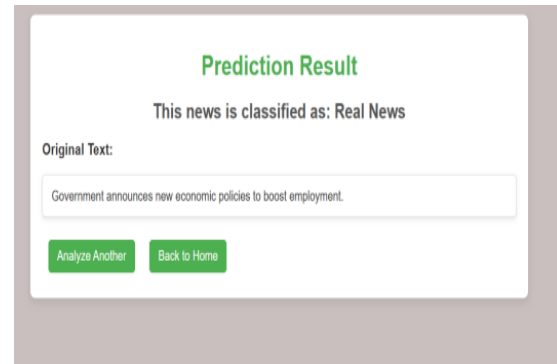 Prediction Result
This news is classified as: Real News
Original Text:
Government announces new economic policies to boost employment.
Analyze Another
Back to Home